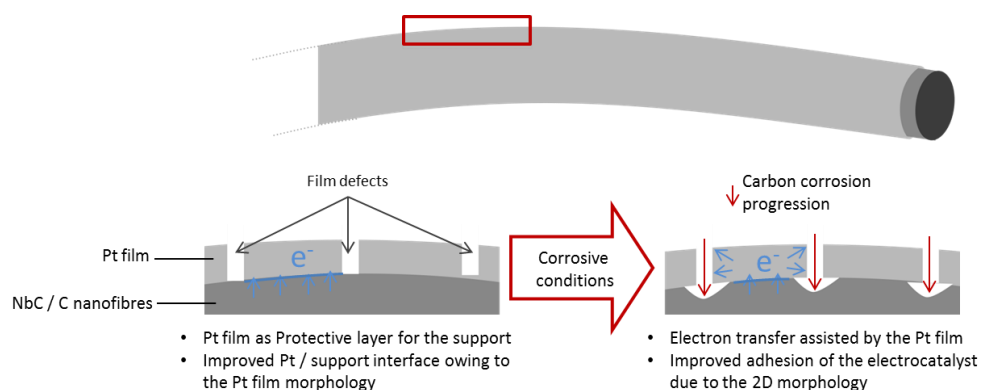 Film defects
Carbon corrosion
progression
Pt film
e-
Corrosive
conditions
e-
NbC / C nanofibres
• Pt film as Protective layer for the support
• Improved Pt / support interface owing to
the Pt film morphology
• Electron transfer assisted by the Pt film
• Improved adhesion of the electrocatalyst
due to the 2D morphology